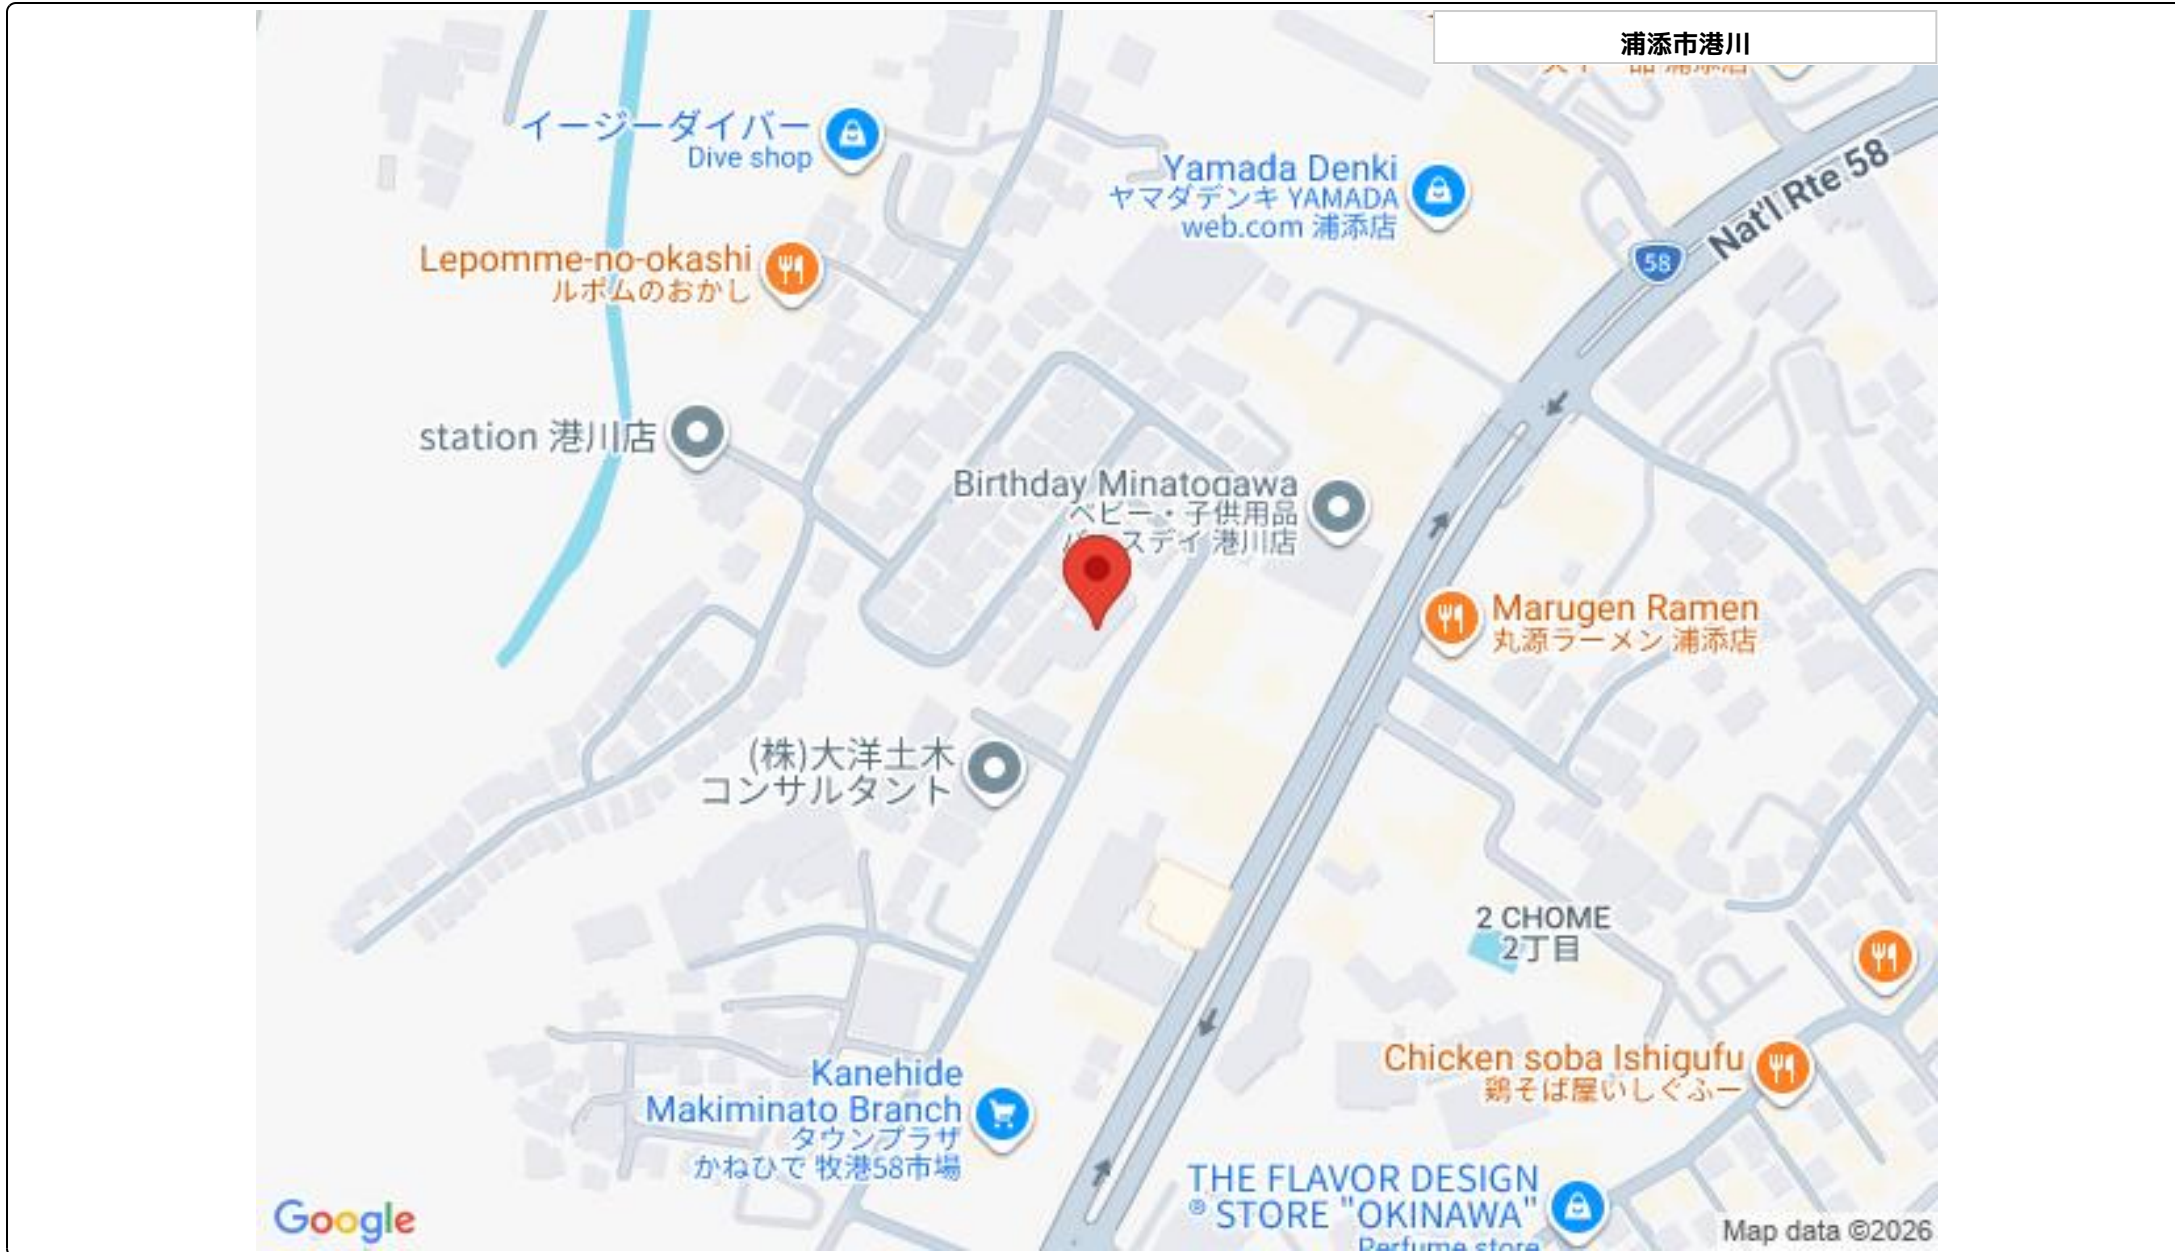 浦添市港川
イージーダイバー
Dive shop
Yamada Denki
ヤマダデンキ YAMADA
web.com 浦添店
Nat'l Rte 58
58
Lepomme-no-okashi
ルポムのおかし
station 港川店
Birthday Minatogawa
ベビー・子供用品
バースデイ 港川店
Marugen Ramen
丸源ラーメン 浦添店
(株)大洋土木
コンサルタント
2 CHOME
2丁目
Chicken soba Ishigufu
鶏そば屋いしぐふー
Kanehide
Makiminato Branch
タウンプラザ
かねひで 牧港58市場
THE FLAVOR DESIGN
® STORE "OKINAWA"
Perfume store
Google
Map data ©2026